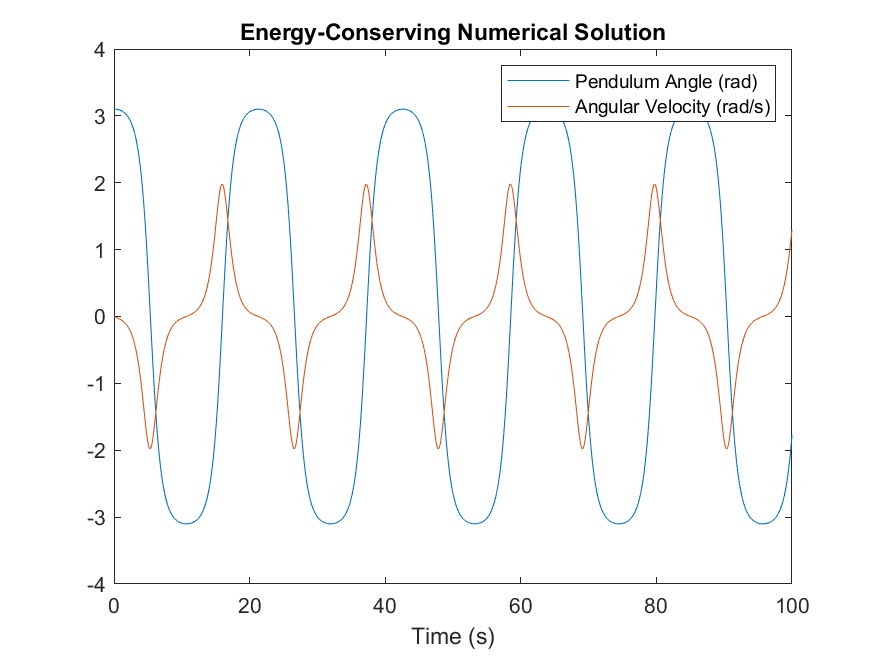 Energy-Conserving Numerical Solution
Pendulum Angle (rad)
Angular Velocity (rad/s)
4
3
2
1
0
-1
-2
-3
-4
0 20 40 60 80 100
Time (s)